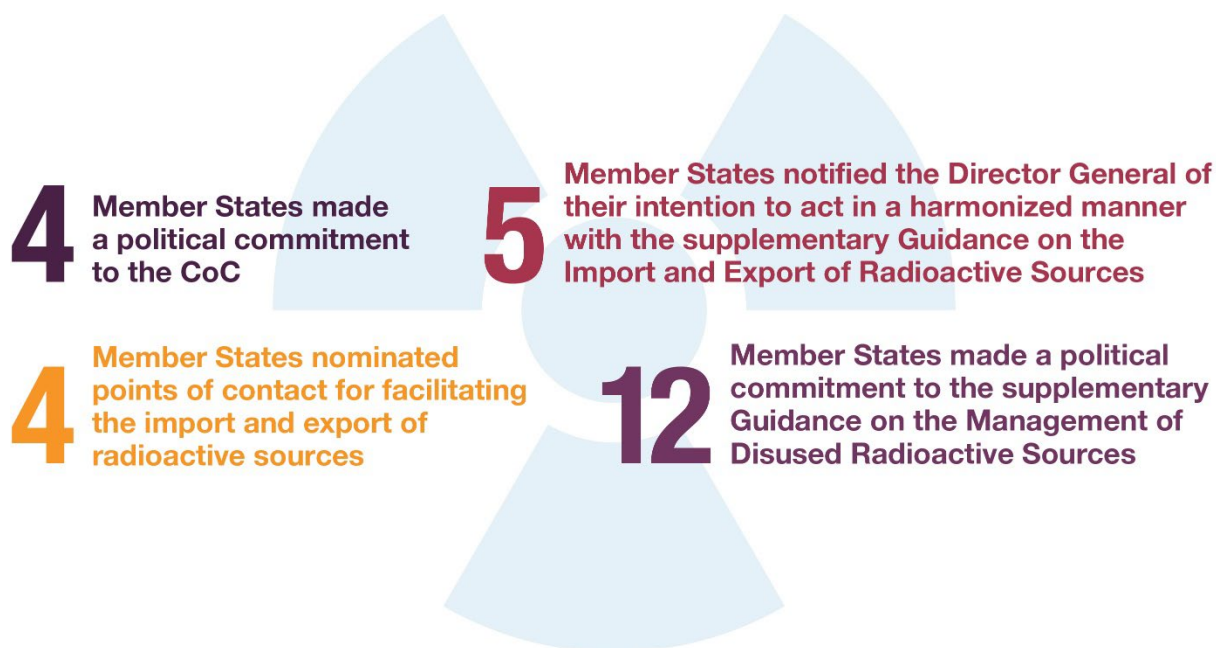 4
Member States made
a political commitment
to the CoC
5
Member States notified the Director General of
their intention to act in a harmonized manner
with the supplementary Guidance on the
Import and Export of Radioactive Sources
4
Member States nominated
points of contact for facilitating
the import and export of
radioactive sources
12
Member States made a political
commitment to the supplementary
Guidance on the Management of
Disused Radioactive Sources